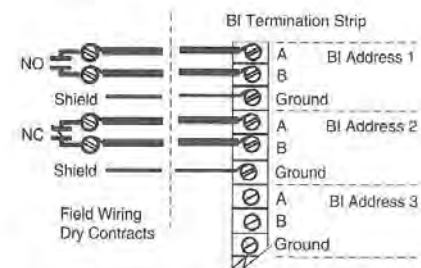 BI Termination Strip
NO
A BI Address 1
B
Shield Ground
NC
A BI Address 2
B
Shield Ground
A BI Address 3
B
Ground
Field Wiring
Dry Contracts